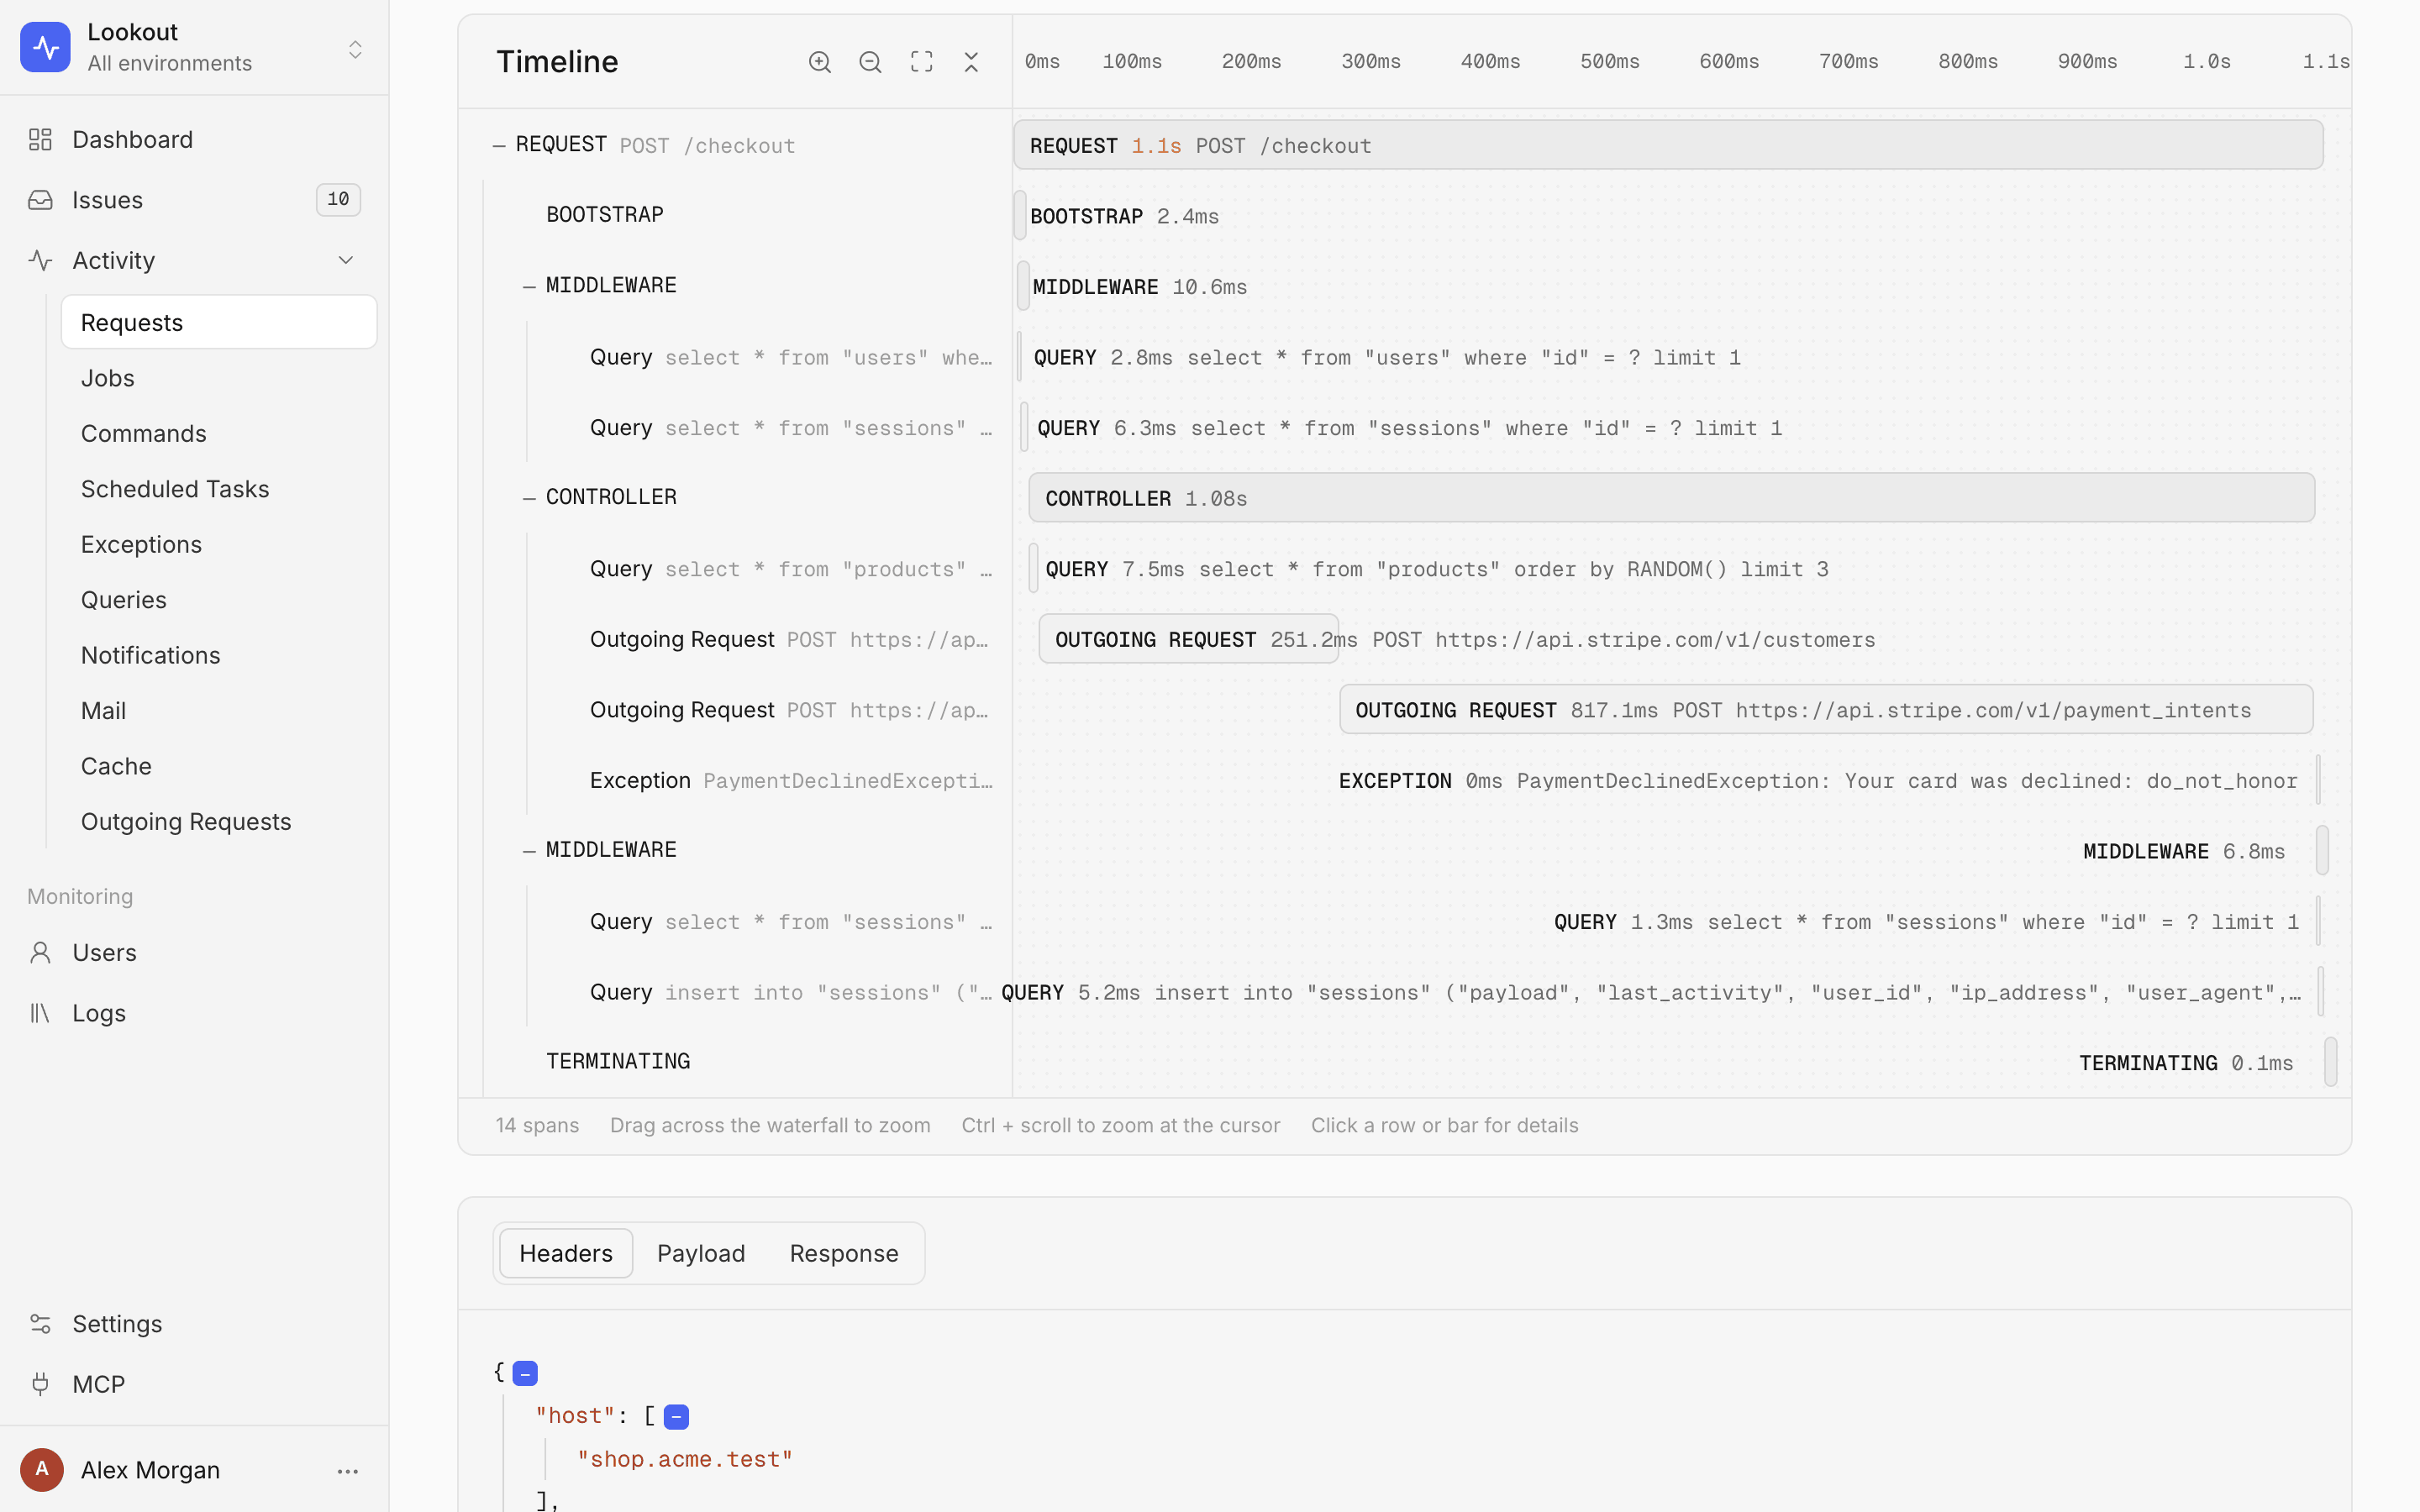 Lookout
All environments
Dashboard
Issues 10
Activity
Requests
Jobs
Commands
Scheduled Tasks
Exceptions
Queries
Notifications
Mail
Cache
Outgoing Requests
Monitoring
Users
Logs
Settings
MCP
A Alex Morgan
Timeline 0ms 100ms 200ms 300ms 400ms 500ms 600ms 700ms 800ms 900ms 1.0s 1.1s
– REQUEST POST /checkout REQUEST 1.1s POST /checkout
BOOTSTRAP BOOTSTRAP 2.4ms
– MIDDLEWARE MIDDLEWARE 10.6ms
Query select * from "users" whe… QUERY 2.8ms select * from "users" where "id" = ? limit 1
Query select * from "sessions" … QUERY 6.3ms select * from "sessions" where "id" = ? limit 1
– CONTROLLER CONTROLLER 1.08s
Query select * from "products" … QUERY 7.5ms select * from "products" order by RANDOM() limit 3
Outgoing Request POST https://ap… OUTGOING REQUEST 251.2ms POST https://api.stripe.com/v1/customers
Outgoing Request POST https://ap… OUTGOING REQUEST 817.1ms POST https://api.stripe.com/v1/payment_intents
Exception PaymentDeclinedExcepti… EXCEPTION 0ms PaymentDeclinedException: Your card was declined: do_not_honor
– MIDDLEWARE MIDDLEWARE 6.8ms
Query select * from "sessions" … QUERY 1.3ms select * from "sessions" where "id" = ? limit 1
Query insert into "sessions" ("… QUERY 5.2ms insert into "sessions" ("payload", "last_activity", "user_id", "ip_address", "user_agent",…
TERMINATING TERMINATING 0.1ms
14 spans Drag across the waterfall to zoom Ctrl + scroll to zoom at the cursor Click a row or bar for details
Headers Payload Response
{ –
"host": [ –
"shop.acme.test"
],